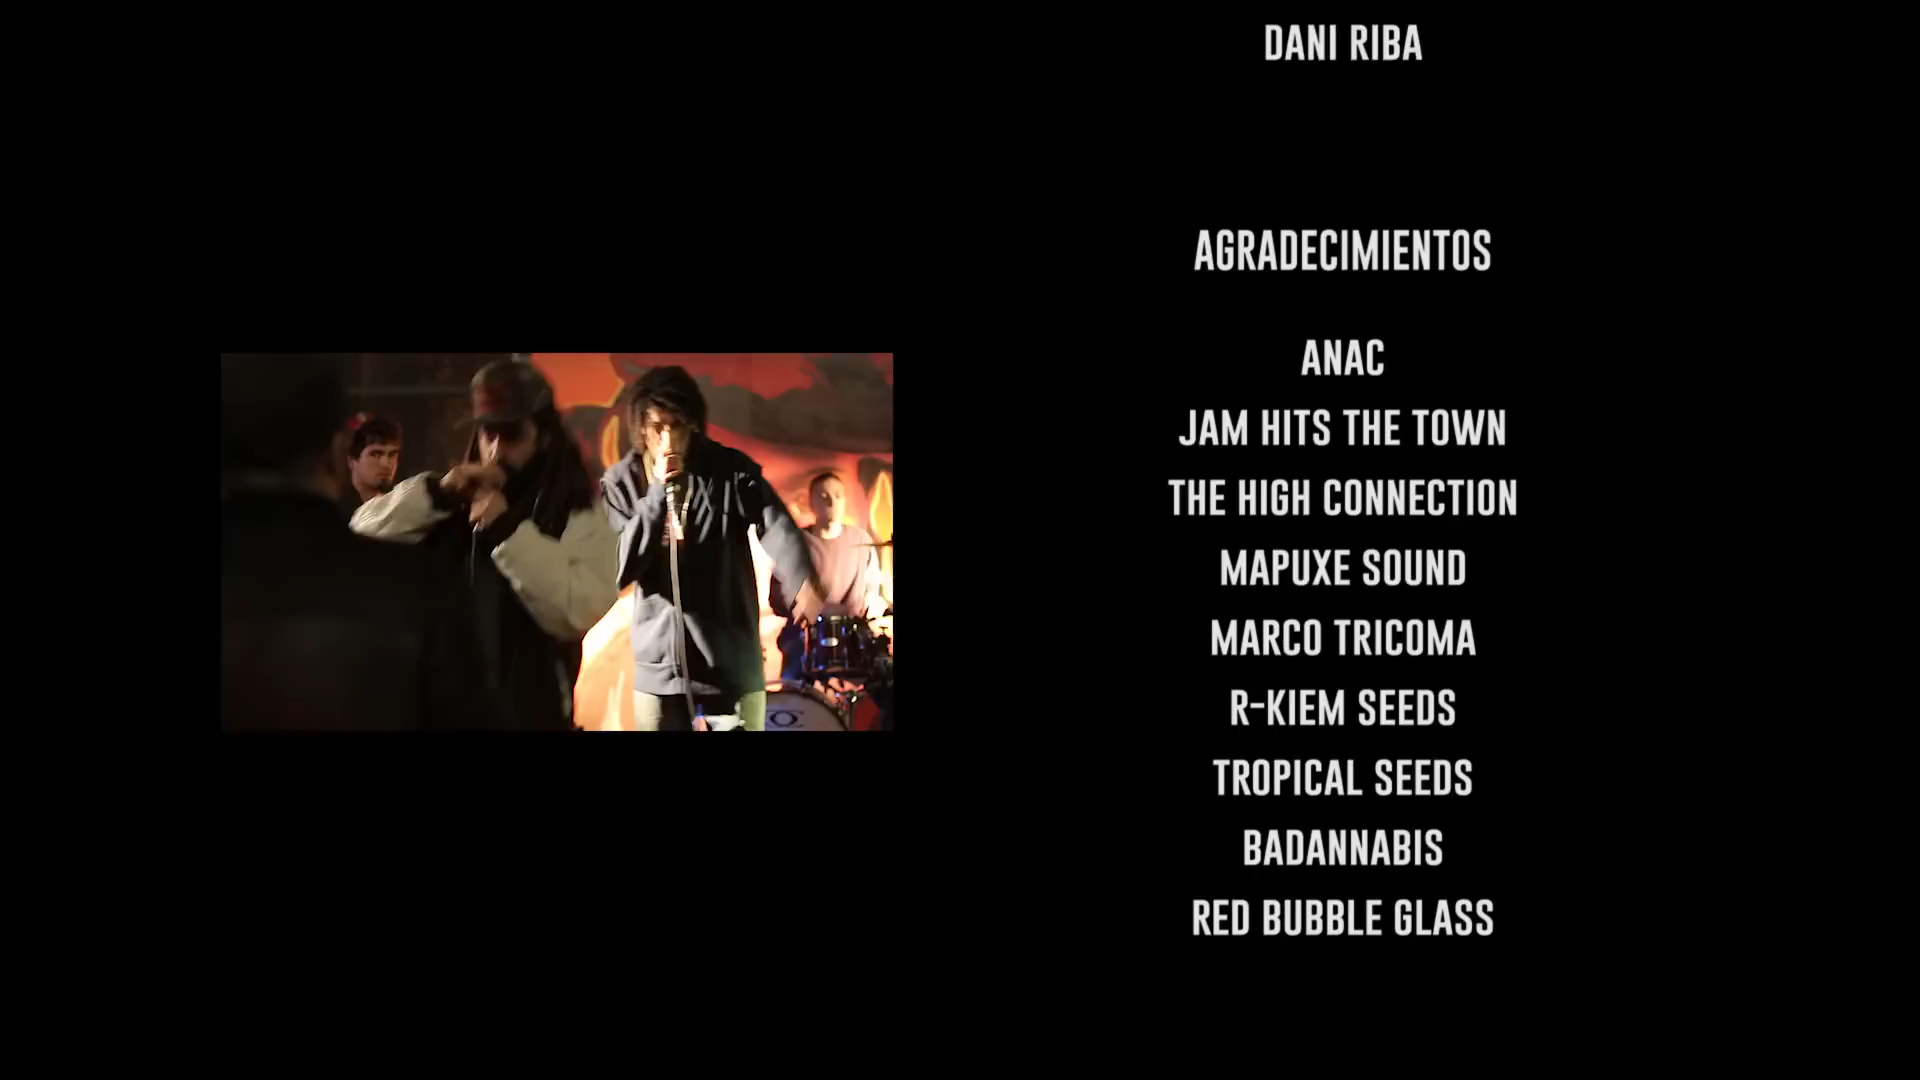 DANI RIBA
AGRADECIMIENTOS
ANAC
JAM HITS THE TOWN
THE HIGH CONNECTION
MAPUXE SOUND
MARCO TRICOMA
R-KIEM SEEDS
TROPICAL SEEDS
BADANNABIS
RED BUBBLE GLASS